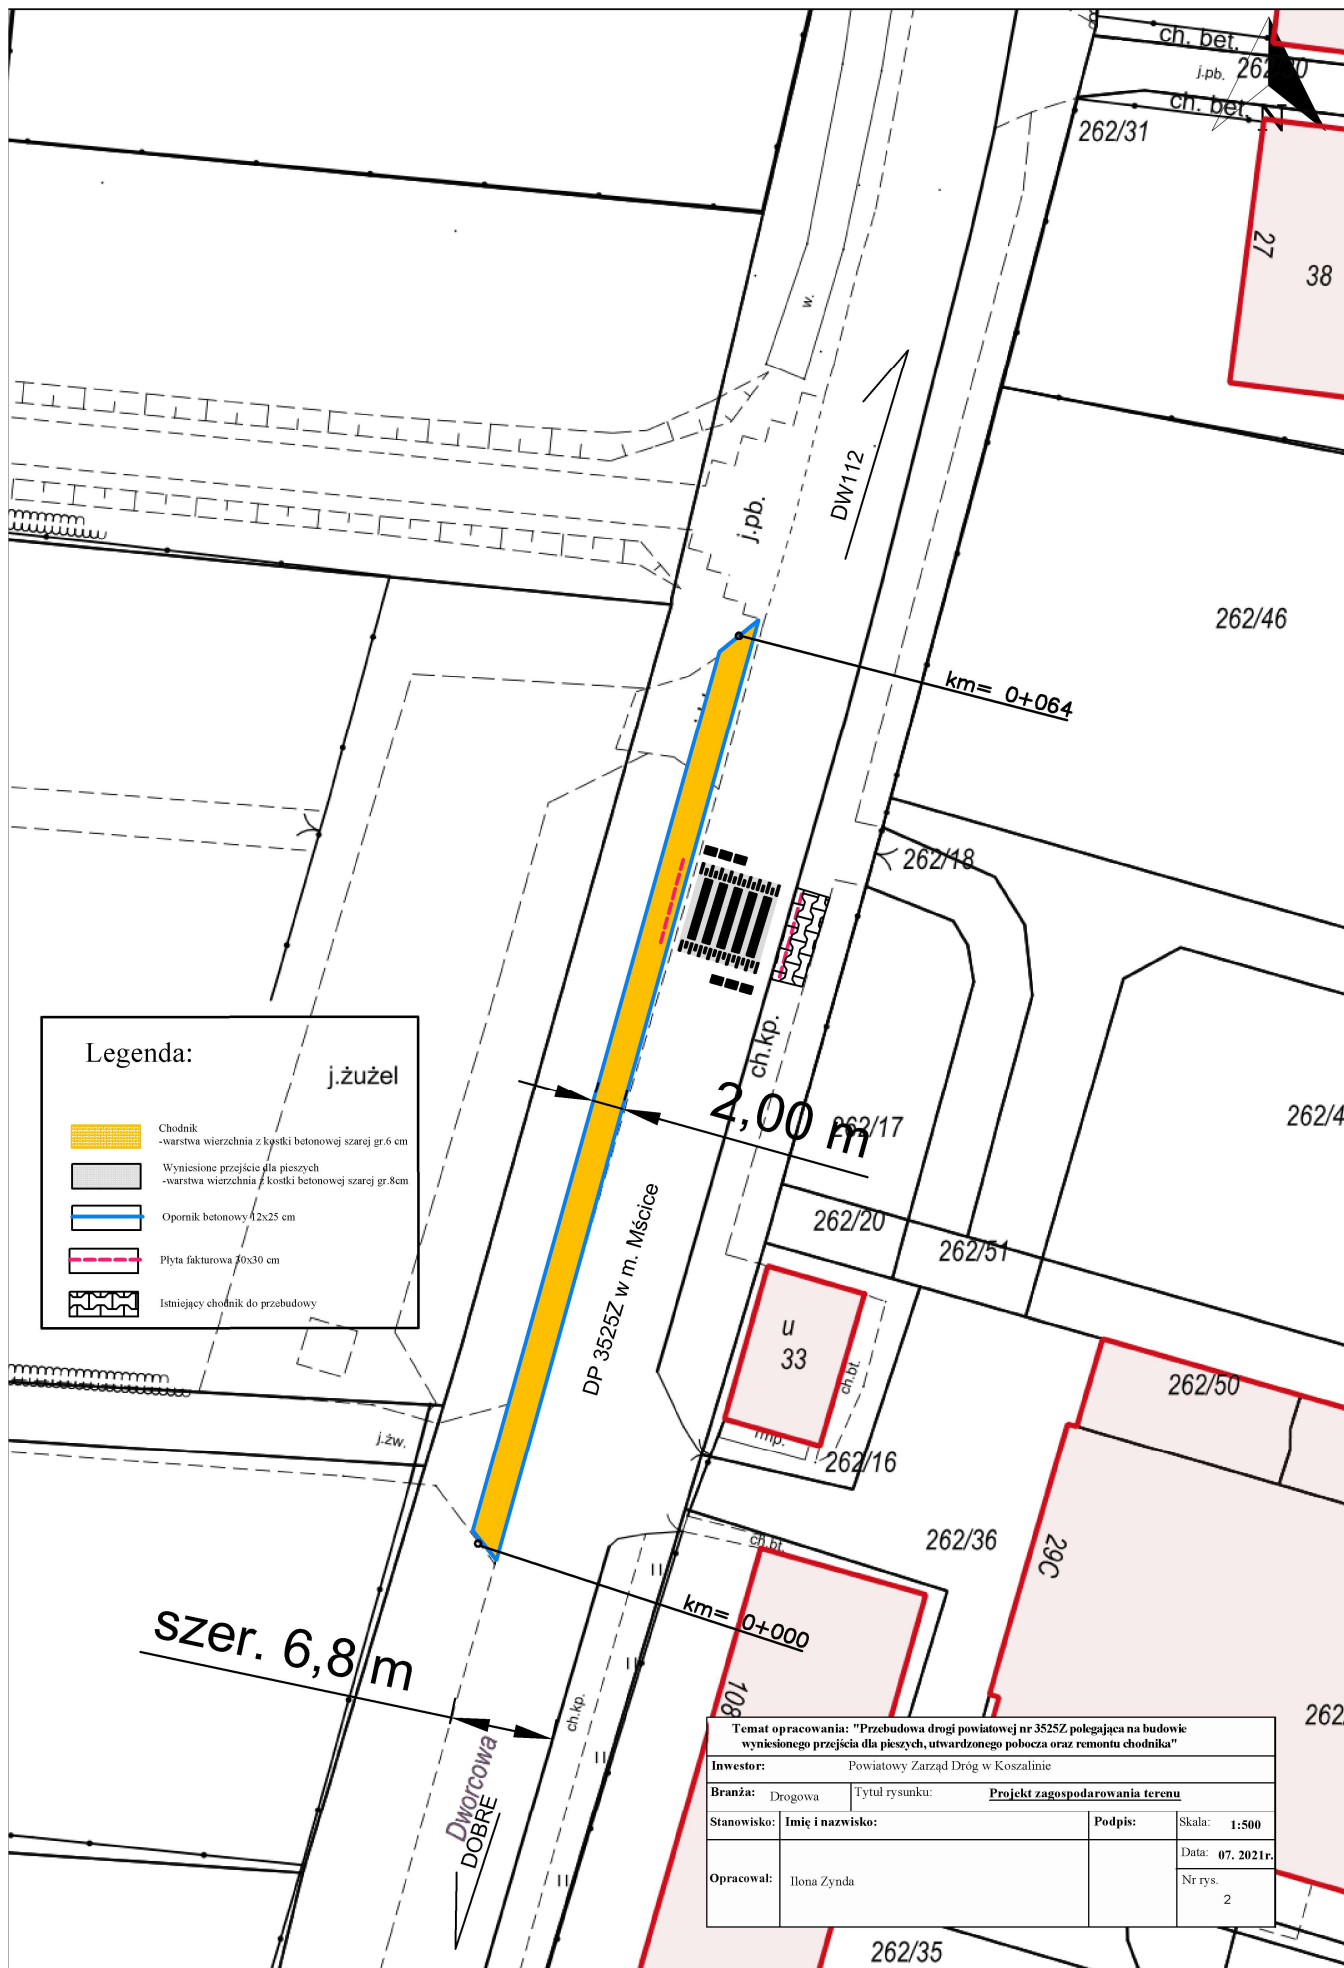 ch. bet.
j.pb.
ch. bet.
N
262/31
27
38
w.
DW112
j.pb.
262/46
km= 0+064
262/18
ch.kp.
2,00 m
262/17
Legenda:
j.żużel
Chodnik
-warstwa wierzchnia z kostki betonowej szarej gr.6 cm
Wyniesione przejście dla pieszych
-warstwa wierzchnia z kostki betonowej szarej gr.8cm
Opornik betonowy 12x25 cm
Płyta fakturowa 30x30 cm
Istniejący chodnik do przebudowy
262/20
262/51
DP 3525Z w m. Mścice
u
33
ch.bt.
262/50
j.żw.
262/16
262/36
29C
ch.bt.
km= 0+000
szer. 6,8 m
108
ch.kp.
Dworcowa
DOBRE
Temat opracowania: "Przebudowa drogi powiatowej nr 3525Z polegająca na budowie
wyniesionego przejścia dla pieszych, utwardzonego pobocza oraz remontu chodnika"
Inwestor: Powiatowy Zarząd Dróg w Koszalinie
Branża: Drogowa Tytuł rysunku: Projekt zagospodarowania terenu
Stanowisko: Imię i nazwisko: Podpis: Skala: 1:500
Data: 07. 2021r.
Opracował: Ilona Zynda
Nr rys.
2
262/35